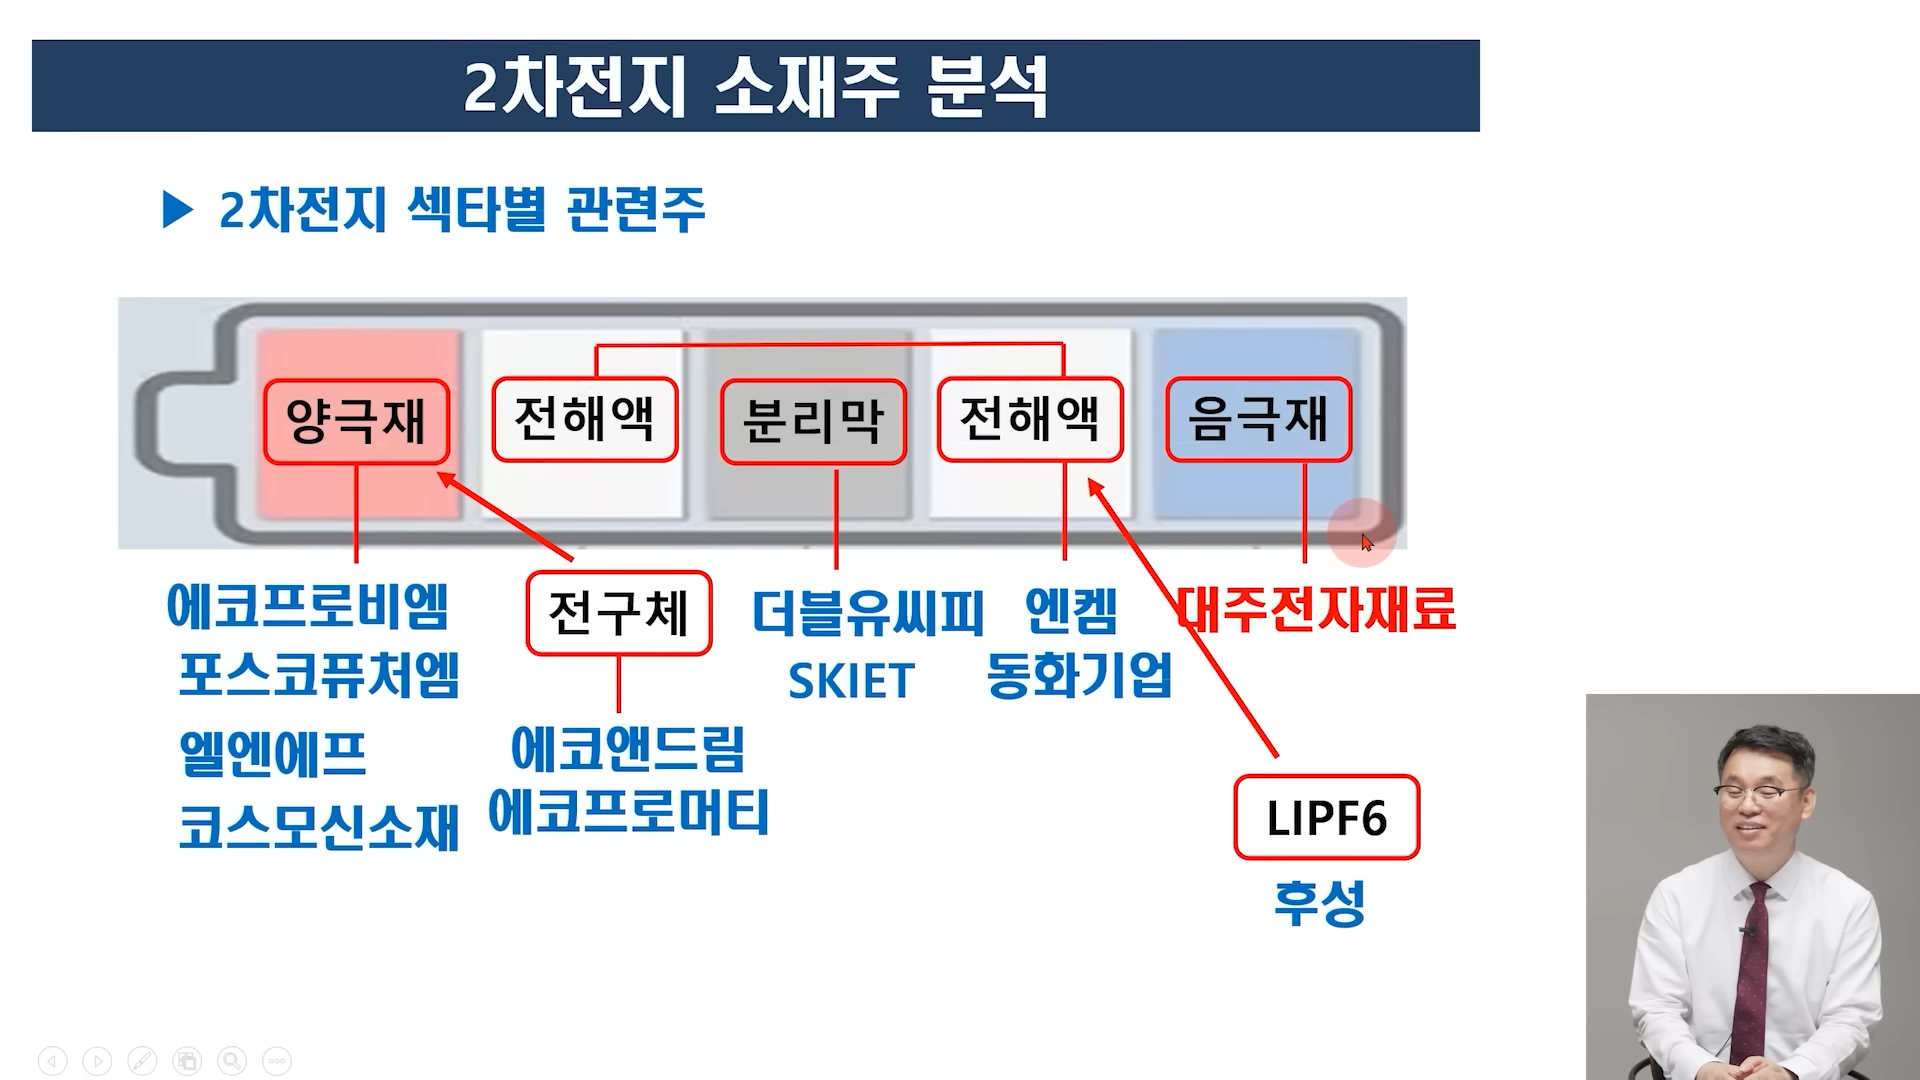 2차전지 소재주 분석
▶ 2차전지 섹타별 관련주
양극재
전해액
분리막
전해액
음극재
에코프로비엠
포스코퓨처엠
엘엔에프
코스모신소재
전구체
에코앤드림
에코프로머티
더블유씨피
SKIET
엔켐
동화기업
대주전자재료
LIPF6
후성